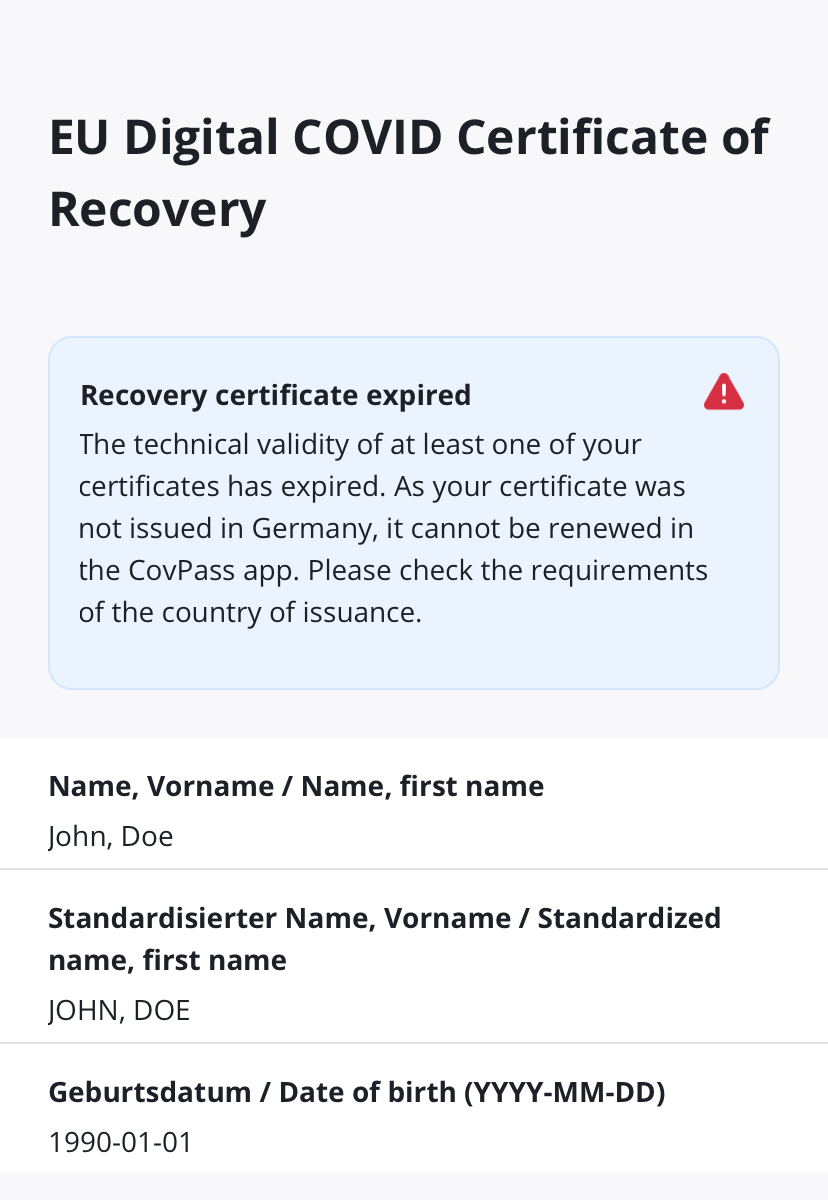 EU Digital COVID Certificate of
Recovery
Recovery certificate expired
The technical validity of at least one of your
certificates has expired. As your certificate was
not issued in Germany, it cannot be renewed in
the CovPass app. Please check the requirements
of the country of issuance.
Name, Vorname / Name, first name
John, Doe
Standardisierter Name, Vorname / Standardized
name, first name
JOHN, DOE
Geburtsdatum / Date of birth (YYYY-MM-DD)
1990-01-01